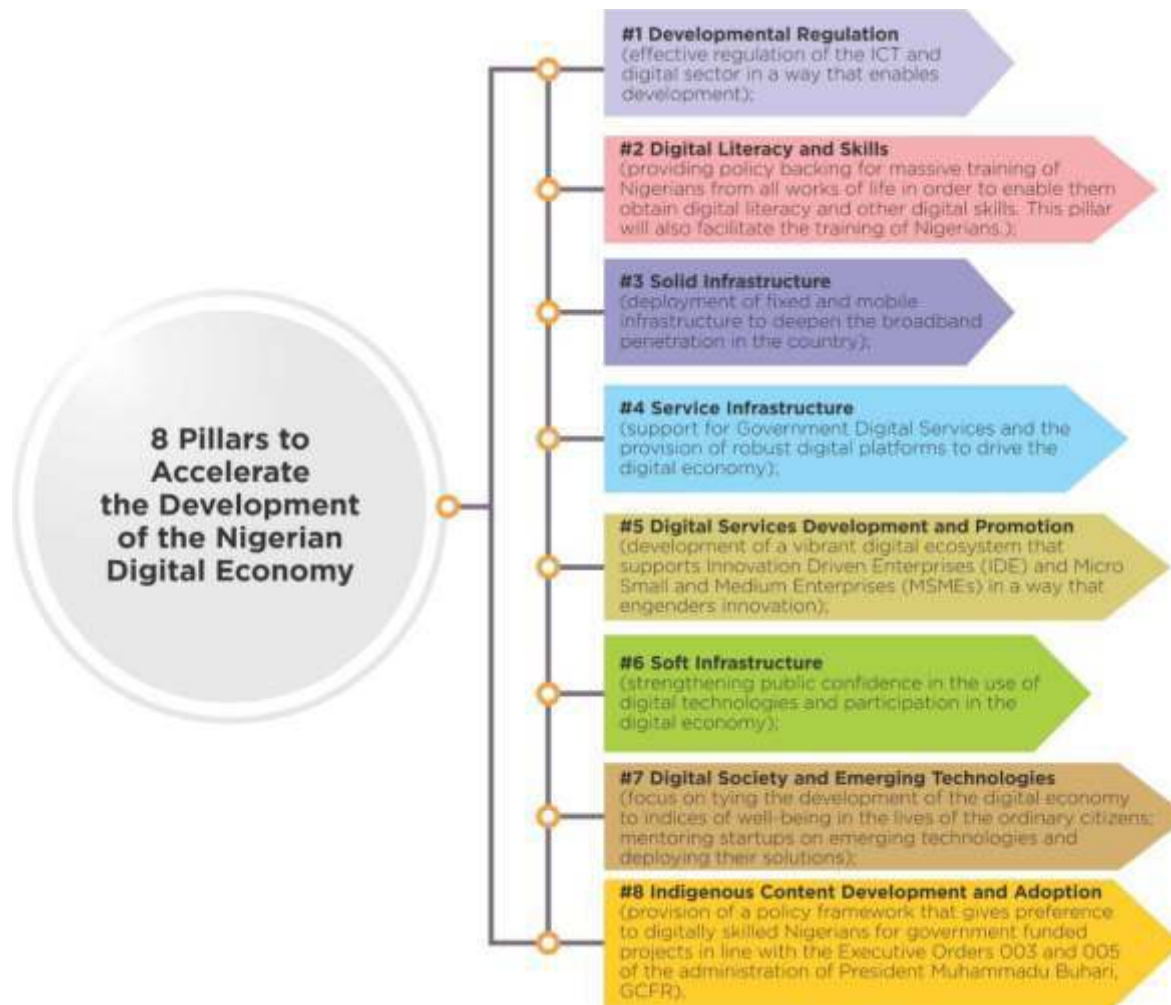 8 Pillars to
Accelerate
the Development
of the Nigerian
Digital Economy
#1 Developmental Regulation
(effective regulation of the ICT and
digital sector in a way that enables
development);
#2 Digital Literacy and Skills
(providing policy backing for massive training of
Nigerians from all works of life in order to enable them
obtain digital literacy and other digital skills. This pillar
will also facilitate the training of Nigerians.);
#3 Solid Infrastructure
(deployment of fixed and mobile
infrastructure to deepen the broadband
penetration in the country);
#4 Service Infrastructure
(support for Government Digital Services and the
provision of robust digital platforms to drive the
digital economy);
#5 Digital Services Development and Promotion
(development of a vibrant digital ecosystem that
supports Innovation Driven Enterprises (IDE) and Micro
Small and Medium Enterprises (MSMEs) in a way that
engenders innovation);
#6 Soft Infrastructure
(strengthening public confidence in the use of
digital technologies and participation in the
digital economy);
#7 Digital Society and Emerging Technologies
(focus on tying the development of the digital economy
to indices of well-being in the lives of the ordinary citizens;
mentoring startups on emerging technologies and
deploying their solutions);
#8 Indigenous Content Development and Adoption
(provision of a policy framework that gives preference
to digitally skilled Nigerians for government funded
projects in line with the Executive Orders 003 and 005
of the administration of President Muhammadu Buhari,
GCFR).